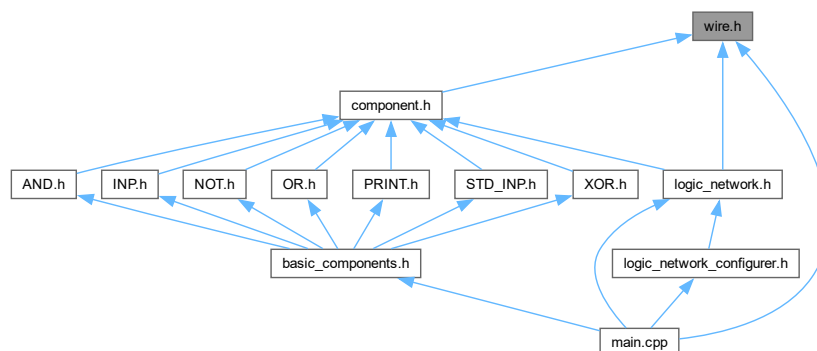 wire.h
component.h
AND.h
INP.h
NOT.h
OR.h
PRINT.h
STD_INP.h
XOR.h
logic_network.h
basic_components.h
logic_network_configurer.h
main.cpp